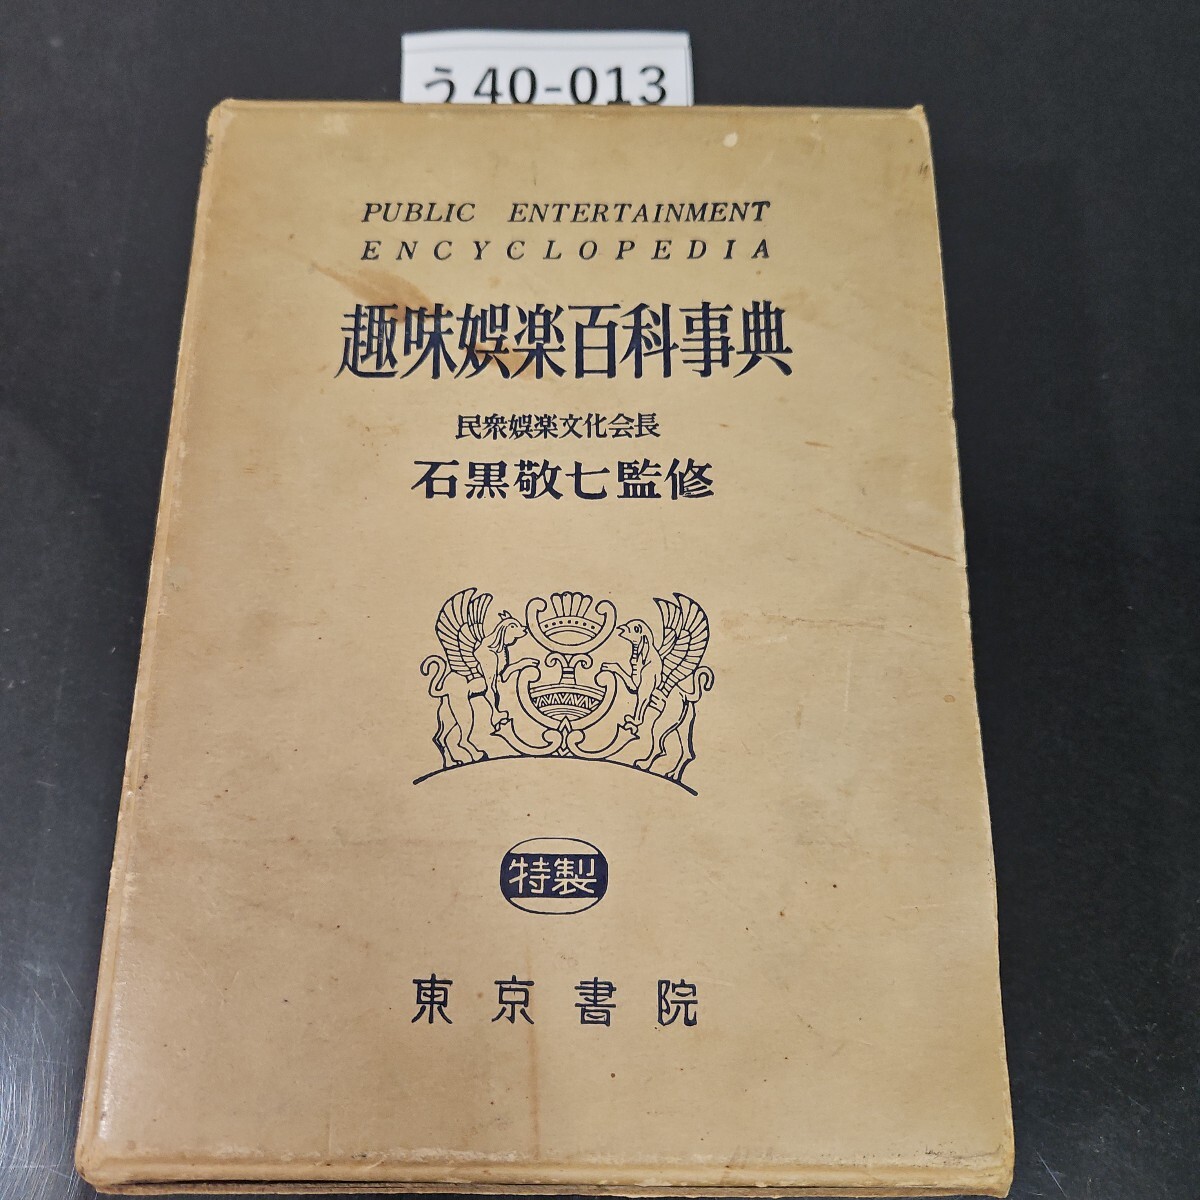 う40-013
PUBLIC ENTERTAINMENT
ENCYCLOPEDIA
趣味娯楽百科事典
民衆娯楽文化会長
石黒敬七監修
特製
東京書院